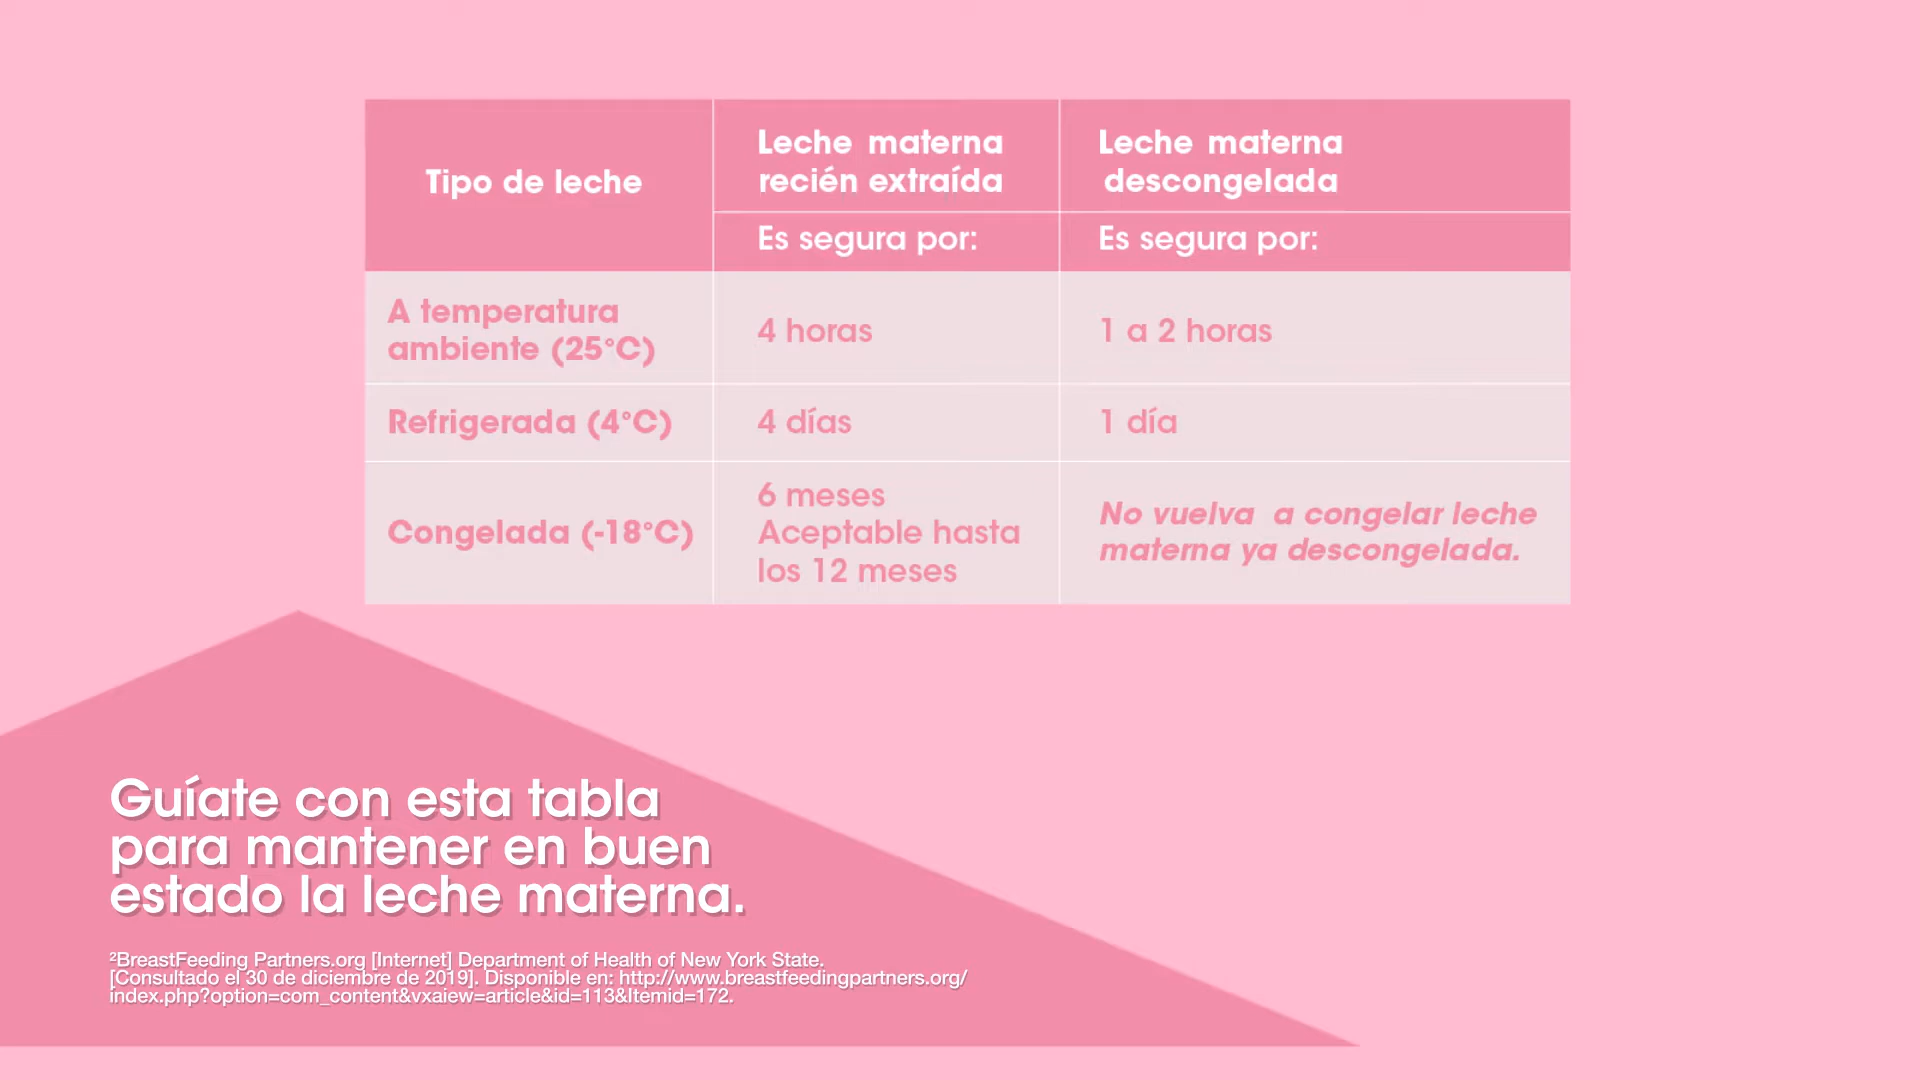 Tipo de leche
Leche materna
recién extraída
Leche materna
descongelada
Es segura por:
Es segura por:
A temperatura
ambiente (25°C)
4 horas
1 a 2 horas
Refrigerada (4°C)
4 días
1 día
Congelada (-18°C)
6 meses
Aceptable hasta
los 12 meses
No vuelva a congelar leche
materna ya descongelada.
Guíate con esta tabla
para mantener en buen
estado la leche materna.
²BreastFeeding Partners.org [Internet] Department of Health of New York State.
[Consultado el 30 de diciembre de 2019]. Disponible en: http://www.breastfeedingpartners.org/
index.php?option=com_content&vxaiew=article&id=113&Itemid=172.